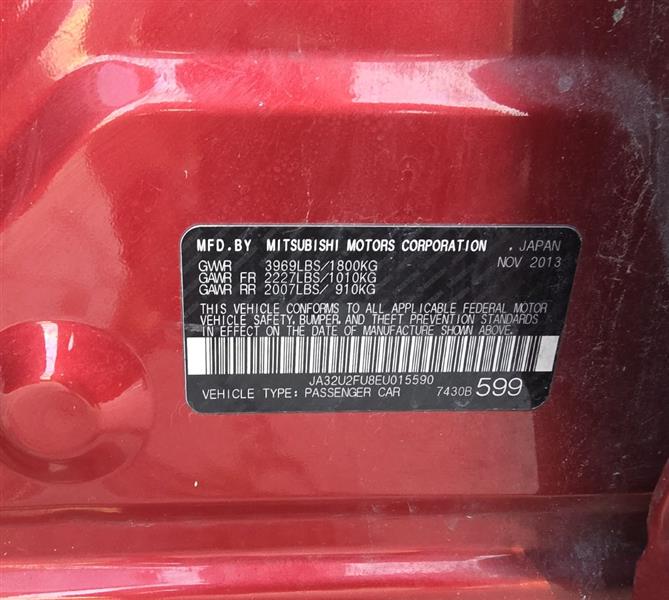 MFD.BY MITSUBISHI MOTORS CORPORATION , JAPAN
GVWR 3969LBS/1800KG NOV 2013
GAWR FR 2227LBS/1010KG
GAWR RR 2007LBS/ 910KG
THIS VEHICLE CONFORMS TO ALL APPLICABLE FEDERAL MOTOR
VEHICLE SAFETY, BUMPER, AND THEFT PREVENTION STANDARDS
IN EFFECT ON THE DATE OF MANUFACTURE SHOWN ABOVE.
JA32U2FU8EU015590
VEHICLE TYPE: PASSENGER CAR 7430B 599